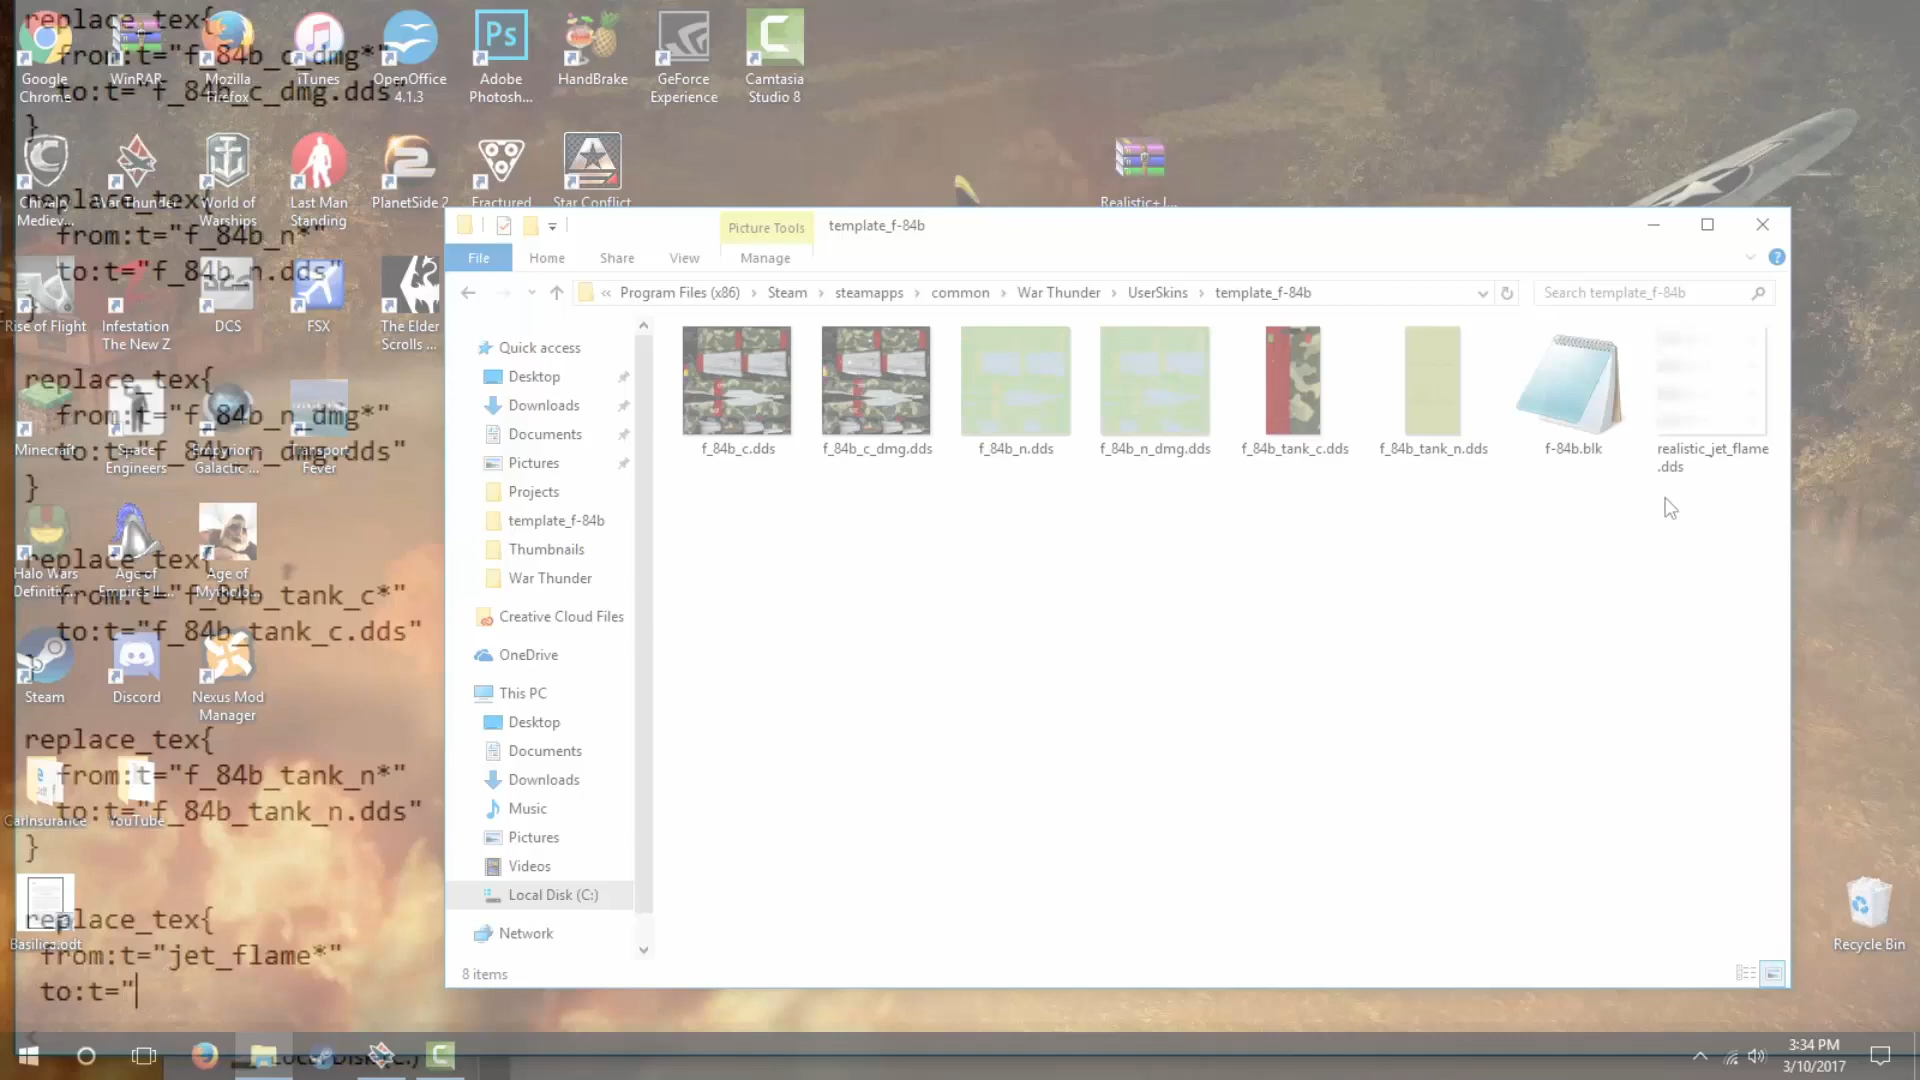 replace_tex{
from:t="f_84b_c_dmg*"
to:t="f_84b_c_dmg.dds"
}
replace_tex{
from:t="f_84b_n*"
to:t="f_84b_n.dds"
}
replace_tex{
from:t="f_84b_n_dmg*"
to:t="f_84b_n_dmg.dds"
}
replace_tex{
from:t="f_84b_tank_c*"
to:t="f_84b_tank_c.dds"
replace_tex{
from:t="f_84b_tank_n*"
to:t="f_84b_tank_n.dds"
}
replace_tex{
from:t="jet_flame*"
to:t="
Google
Chrome
WinRAR
Mozilla
Firefox
iTunes
OpenOffice
4.1.3
Adobe
Photosh...
HandBrake
GeForce
Experience
Camtasia
Studio 8
Mediev...
War Thunder
World of
Warships
Last Man
Standing
PlanetSide 2
Fractured
Star Conflict
Realistic+ J...
Rise of Flight
Infestation
The New Z
DCS
FSX
The Elder
Scrolls ...
Minecraft
Space
Engineers
Empyrion -
Galactic ...
Transport
Fever
Halo Wars
Definitiv...
Age of
Empires II ...
Age of
Mytholo...
Steam
Discord
Nexus Mod
Manager
CarInsurance
YouTube
Basilica.odt
Recycle Bin
Picture Tools
template_f-84b
File
Home
Share
View
Manage
« Program Files (x86) › Steam › steamapps › common › War Thunder › UserSkins › template_f-84b
Search template_f-84b
Quick access
Desktop
Downloads
Documents
Pictures
Projects
template_f-84b
Thumbnails
War Thunder
Creative Cloud Files
OneDrive
This PC
Desktop
Documents
Downloads
Music
Pictures
Videos
Local Disk (C:)
Network
f_84b_c.dds
f_84b_c_dmg.dds
f_84b_n.dds
f_84b_n_dmg.dds
f_84b_tank_c.dds
f_84b_tank_n.dds
f-84b.blk
realistic_jet_flame
.dds
8 items
3:34 PM
3/10/2017